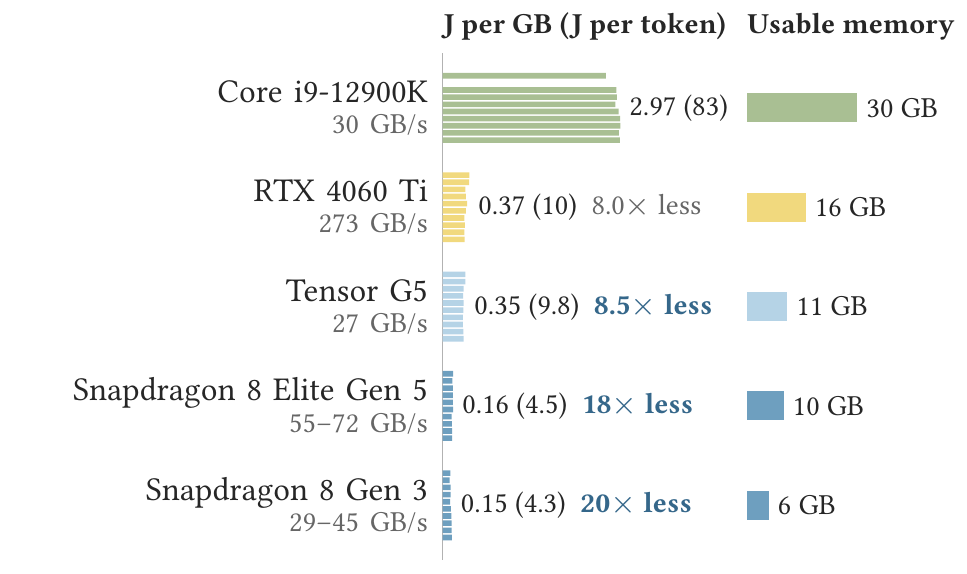 J per GB (J per token) Usable memory
Core i9-12900K
30 GB/s
2.97 (83)
30 GB
RTX 4060 Ti
273 GB/s
0.37 (10) 8.0× less
16 GB
Tensor G5
27 GB/s
0.35 (9.8) 8.5× less
11 GB
Snapdragon 8 Elite Gen 5
55–72 GB/s
0.16 (4.5) 18× less
10 GB
Snapdragon 8 Gen 3
29–45 GB/s
0.15 (4.3) 20× less
6 GB